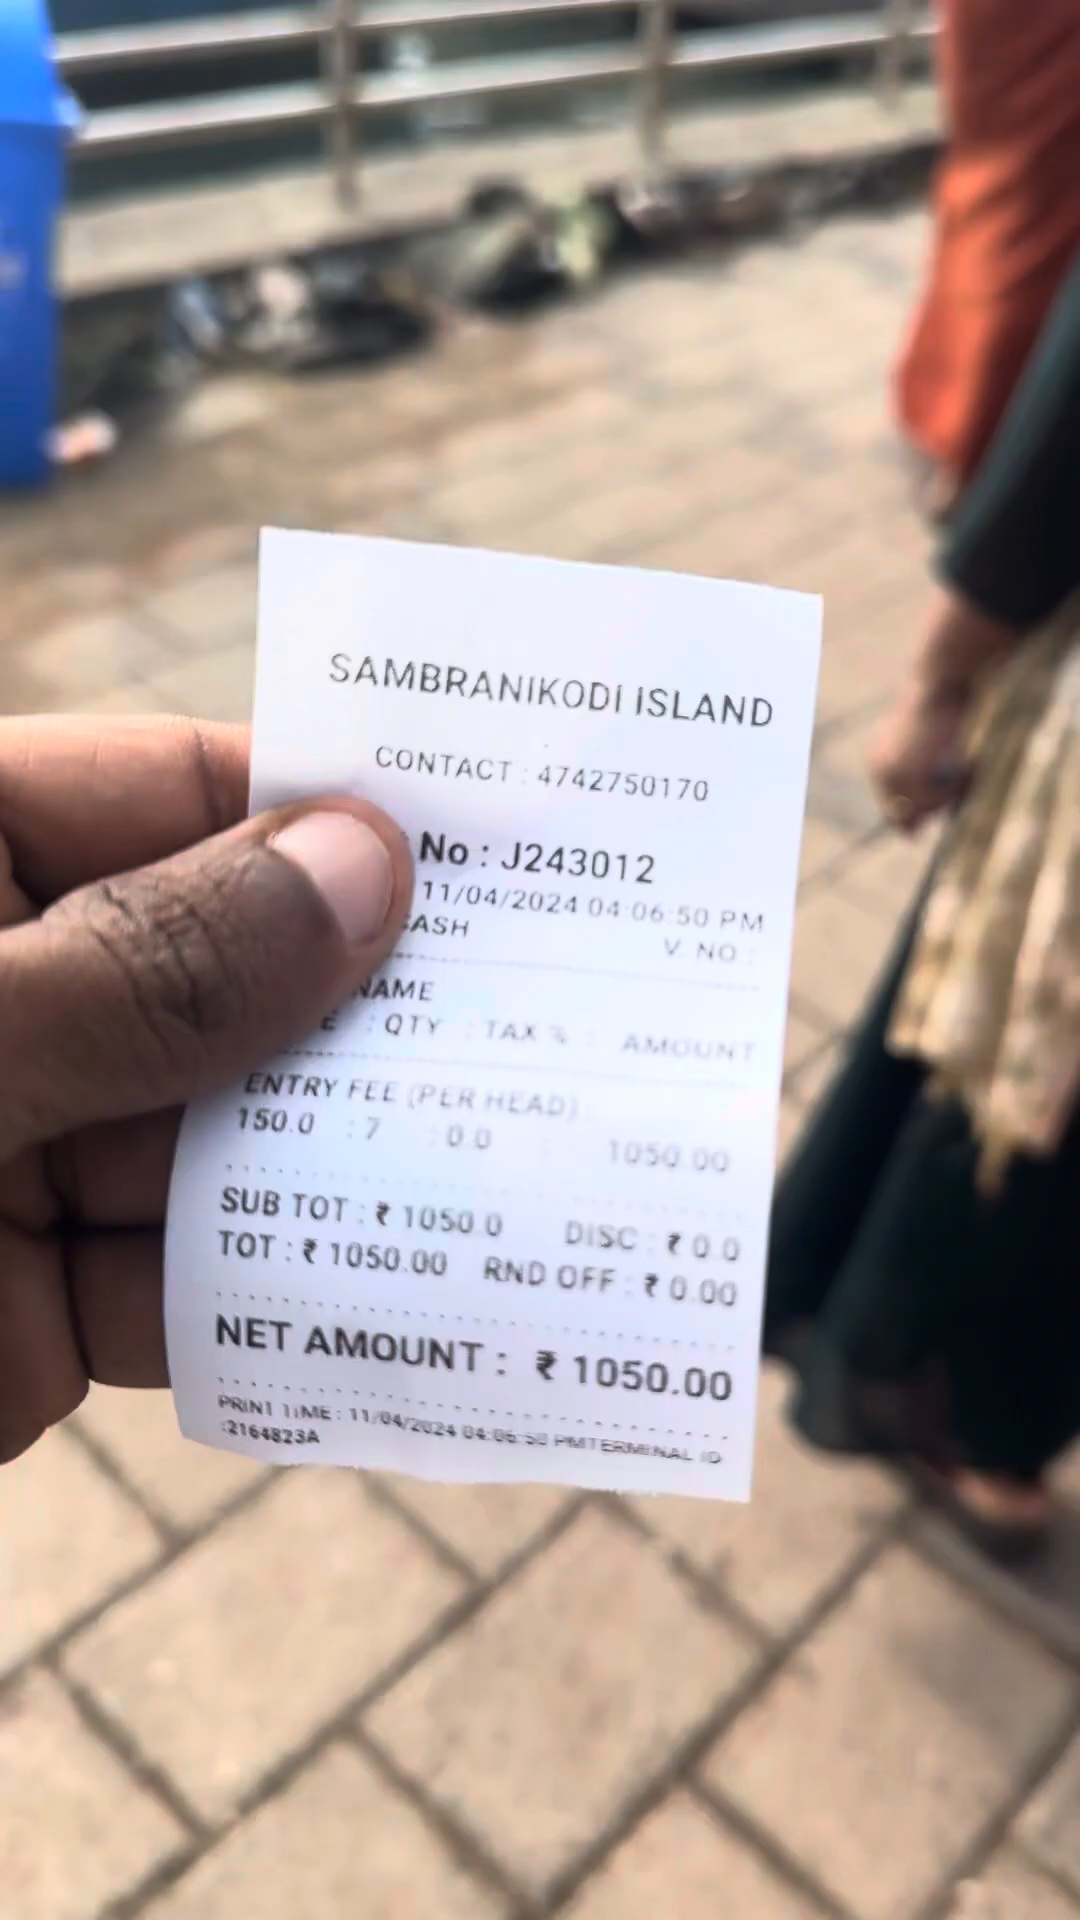 SAMBRANIKODI ISLAND
CONTACT : 4742750170
No : J243012
11/04/2024 04:06:50 PM
CASH V. NO :
NAME
E : QTY : TAX % : AMOUNT
ENTRY FEE (PER HEAD)
150.0 : 7 : 0.0 : 1050.00
SUB TOT : ₹ 1050.0 DISC : ₹ 0.0
TOT : ₹ 1050.00 RND OFF : ₹ 0.00
NET AMOUNT : ₹ 1050.00
PRINT TIME : 11/04/2024 04:06:50 PMTERMINAL ID
:2164823A